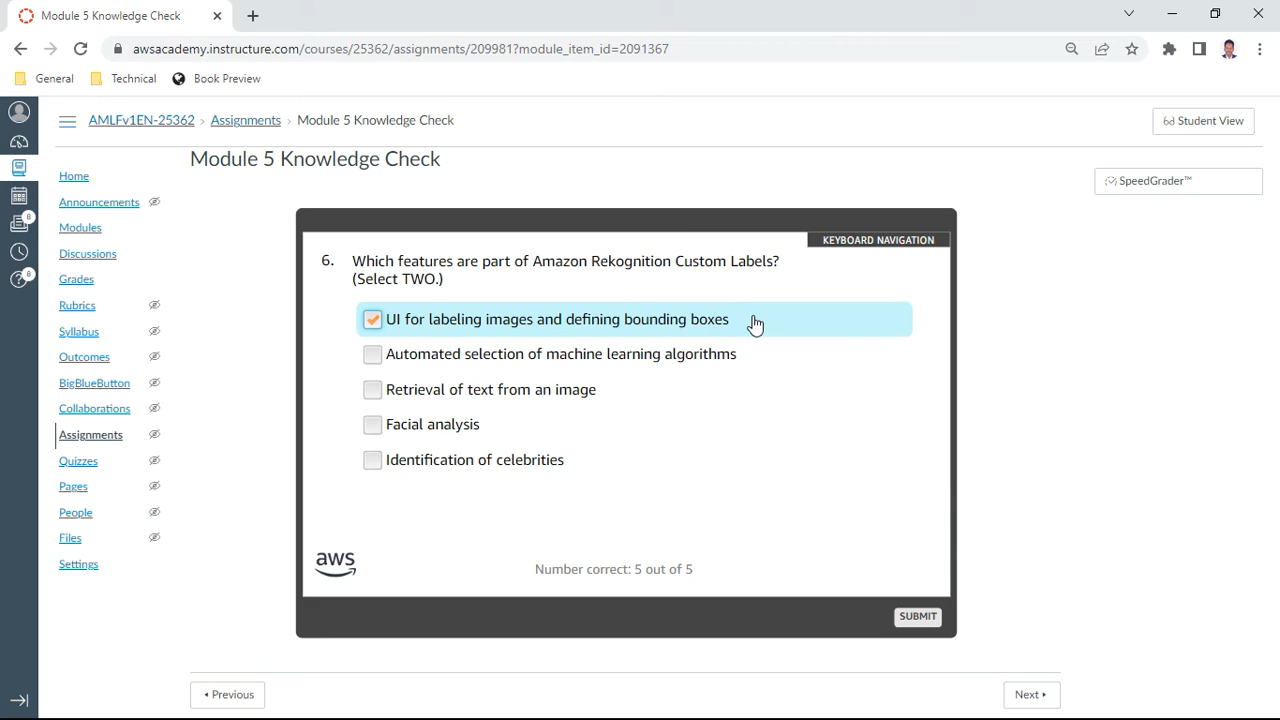 Module 5 Knowledge Check
awsacademy.instructure.com/courses/25362/assignments/209981?module_item_id=2091367
General
Technical
Book Preview
AMLFv1EN-25362 › Assignments › Module 5 Knowledge Check
Student View
Module 5 Knowledge Check
SpeedGrader™
Home
Announcements
Modules
8
Discussions
Grades
8
Rubrics
Syllabus
Outcomes
BigBlueButton
Collaborations
Assignments
Quizzes
Pages
People
Files
Settings
KEYBOARD NAVIGATION
6. Which features are part of Amazon Rekognition Custom Labels?
(Select TWO.)
UI for labeling images and defining bounding boxes
Automated selection of machine learning algorithms
Retrieval of text from an image
Facial analysis
Identification of celebrities
aws
Number correct: 5 out of 5
SUBMIT
Previous
Next